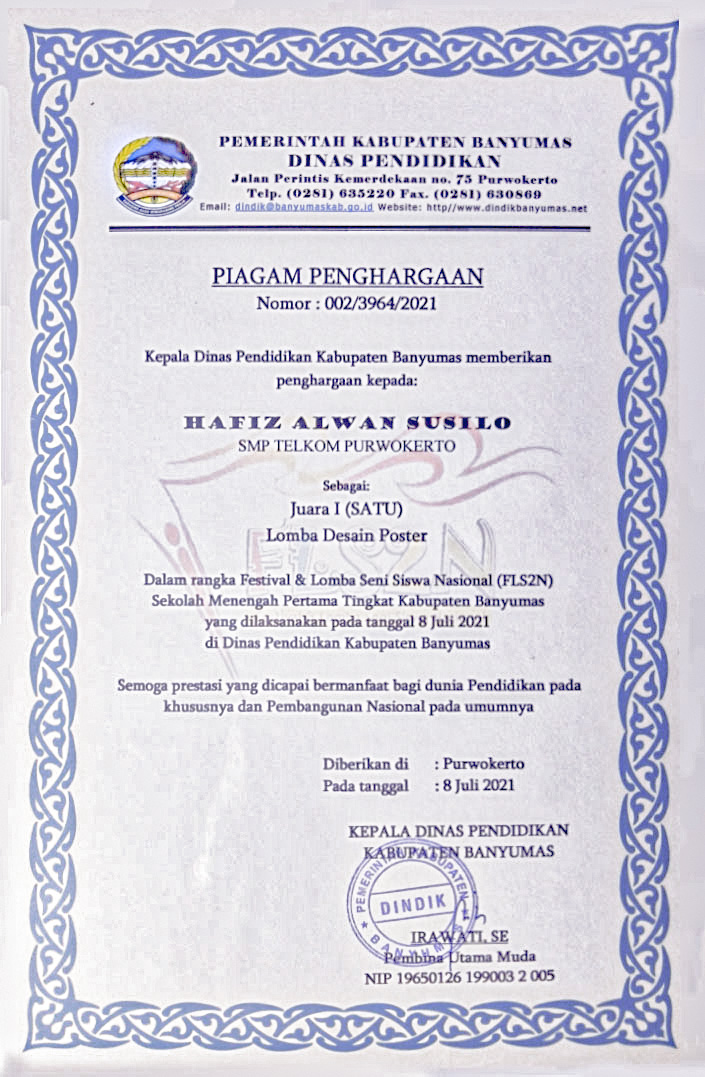 PEMERINTAH KABUPATEN BANYUMAS
DINAS PENDIDIKAN
Jalan Perintis Kemerdekaan no. 75 Purwokerto
Telp. (0281) 635220 Fax. (0281) 630869
Email: dindik@banyumaskab.go.id Website: http//www.dindikbanyumas.net
PIAGAM PENGHARGAAN
Nomor : 002/3964/2021
Kepala Dinas Pendidikan Kabupaten Banyumas memberikan
penghargaan kepada:
HAFIZ ALWAN SUSILO
SMP TELKOM PURWOKERTO
Sebagai:
Juara I (SATU)
Lomba Desain Poster
FLS2N
Dalam rangka Festival & Lomba Seni Siswa Nasional (FLS2N)
Sekolah Menengah Pertama Tingkat Kabupaten Banyumas
yang dilaksanakan pada tanggal 8 Juli 2021
di Dinas Pendidikan Kabupaten Banyumas
Semoga prestasi yang dicapai bermanfaat bagi dunia Pendidikan pada
khususnya dan Pembangunan Nasional pada umumnya
Diberikan di : Purwokerto
Pada tanggal : 8 Juli 2021
KEPALA DINAS PENDIDIKAN
KABUPATEN BANYUMAS
PEMERINTAH KABUPATEN
DINDIK
BANYUMAS
IRAWATI, SE
Pembina Utama Muda
NIP 19650126 199003 2 005